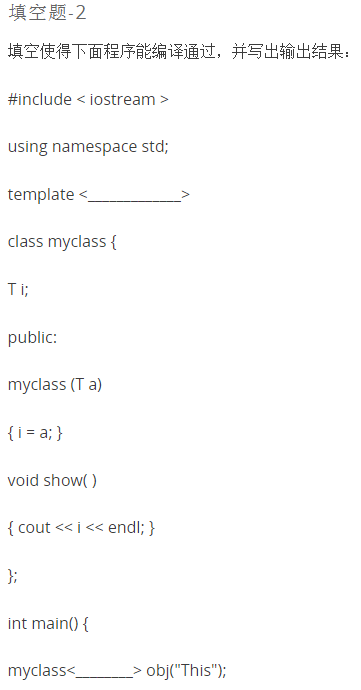 填空题-2
填空使得下面程序能编译通过，并写出输出结果：
#include < iostream >
using namespace std;
template <_____________>
class myclass {
T i;
public:
myclass (T a)
{ i = a; }
void show( )
{ cout << i << endl; }
};
int main() {
myclass<________> obj("This");